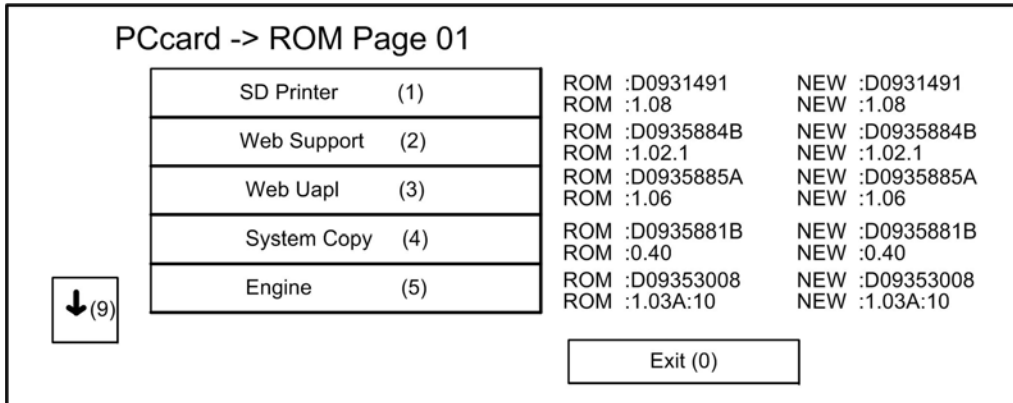 PCcard -> ROM Page 01
SD Printer (1)
ROM :D0931491 NEW :D0931491
ROM :1.08 NEW :1.08
Web Support (2)
ROM :D0935884B NEW :D0935884B
ROM :1.02.1 NEW :1.02.1
Web Uapl (3)
ROM :D0935885A NEW :D0935885A
ROM :1.06 NEW :1.06
System Copy (4)
ROM :D0935881B NEW :D0935881B
ROM :0.40 NEW :0.40
Engine (5)
ROM :D09353008 NEW :D09353008
ROM :1.03A:10 NEW :1.03A:10
↓(9)
Exit (0)